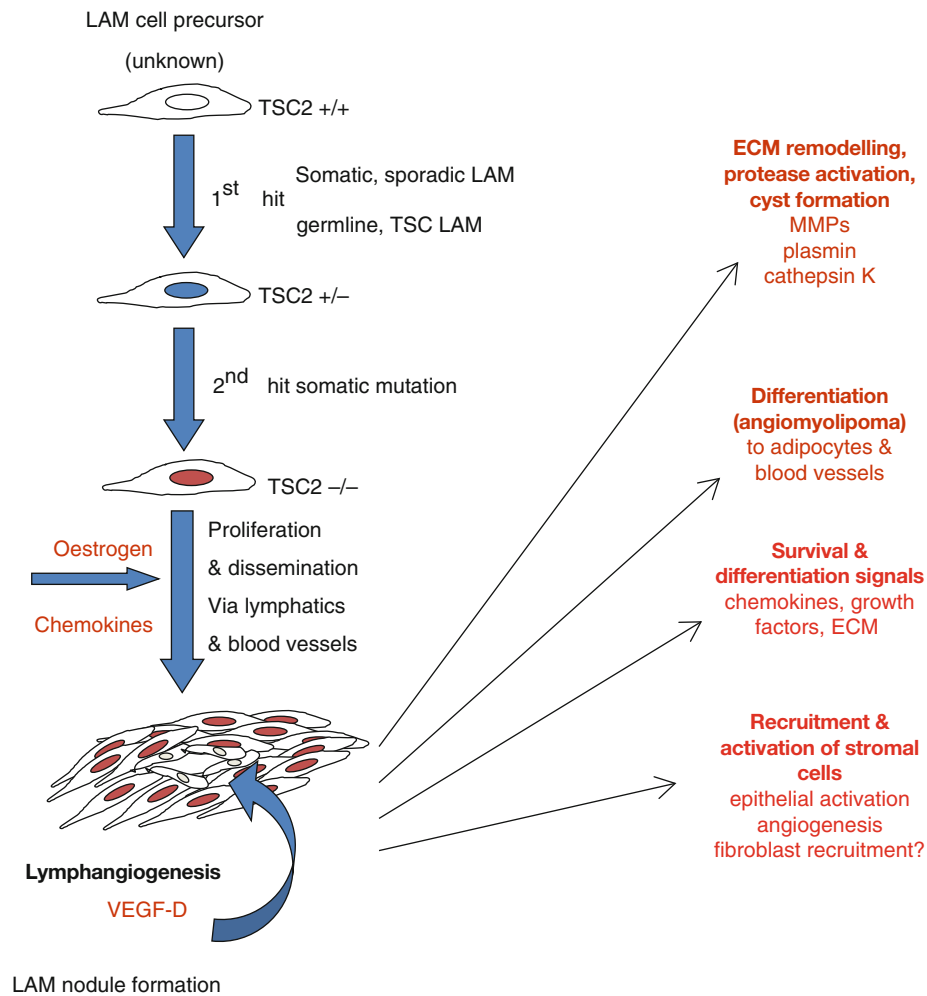 LAM cell precursor
(unknown)
TSC2 +/+
1st hit
Somatic, sporadic LAM
germline, TSC LAM
TSC2 +/–
2nd hit somatic mutation
TSC2 –/–
Oestrogen
Chemokines
Proliferation
& dissemination
Via lymphatics
& blood vessels
Lymphangiogenesis
VEGF-D
LAM nodule formation
ECM remodelling,
protease activation,
cyst formation
MMPs
plasmin
cathepsin K
Differentiation
(angiomyolipoma)
to adipocytes &
blood vessels
Survival &
differentiation signals
chemokines, growth
factors, ECM
Recruitment &
activation of stromal
cells
epithelial activation
angiogenesis
fibroblast recruitment?